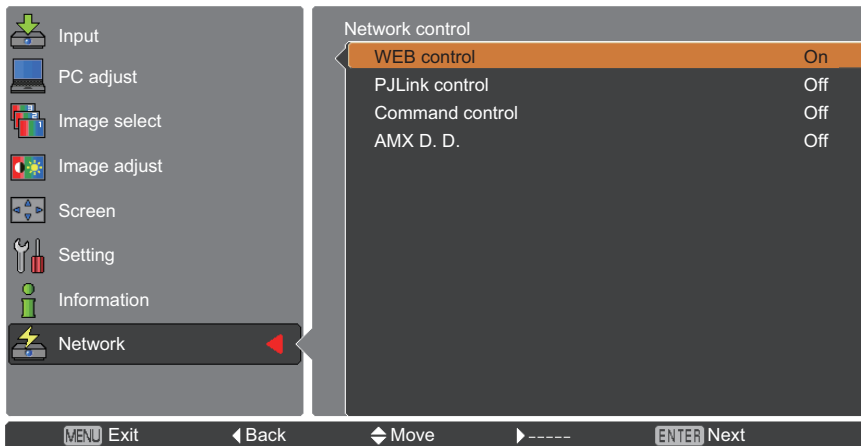 Input
PC adjust
Image select
Image adjust
Screen
Setting
Information
Network
Network control
WEB control On
PJLink control Off
Command control Off
AMX D. D. Off
MENU Exit Back Move ----- ENTER Next